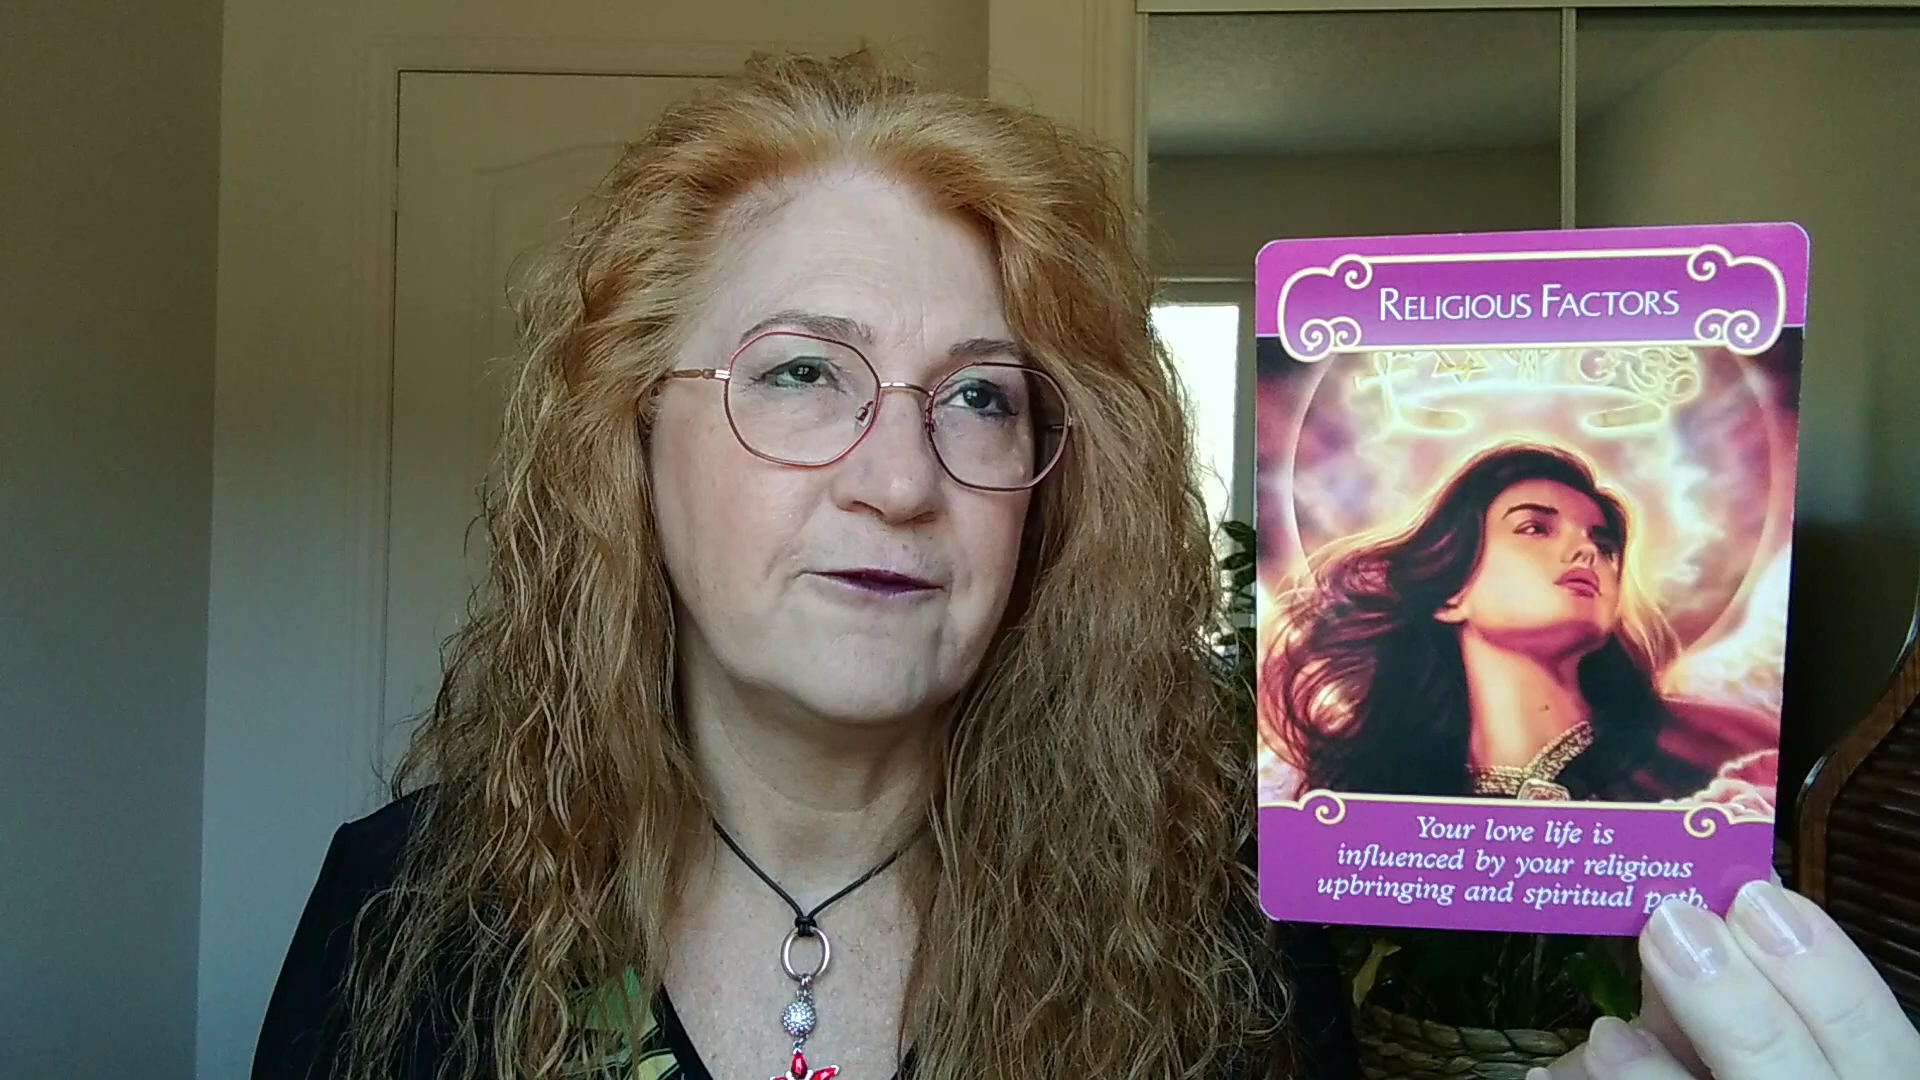 RELIGIOUS FACTORS
Your love life is
influenced by your religious
upbringing and spiritual path.